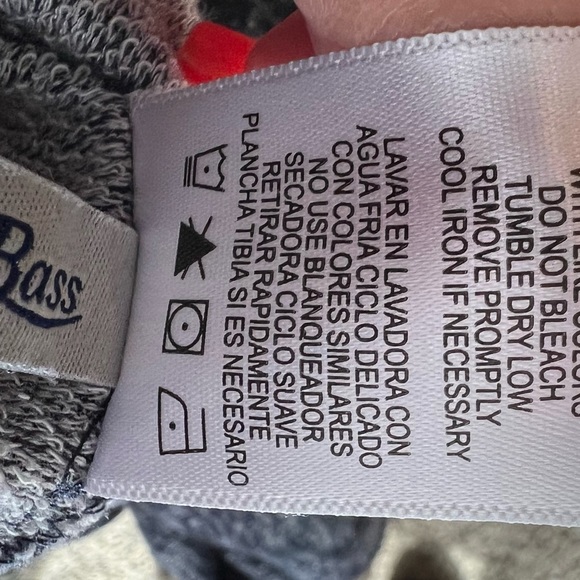 DO NOT BLEACH
TUMBLE DRY LOW
REMOVE PROMPTLY
COOL IRON IF NECESSARY
LAVAR EN LAVADORA CON
AGUA FRIA CICLO DELICADO
CON COLORES SIMILARES
NO USE BLANQUEADOR
SECADORA CICLO SUAVE
RETIRAR RAPIDAMENTE
PLANCHA TIBIA SI ES NECESARIO
Bass